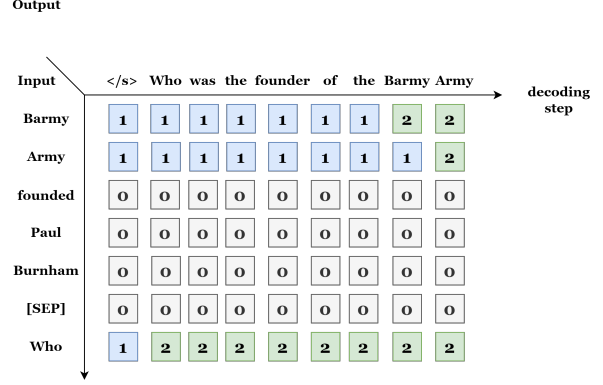 Output
Input </s> Who was the founder of the Barmy Army
decoding
step
Barmy 1 1 1 1 1 1 1 2 2
Army 1 1 1 1 1 1 1 1 2
founded 0 0 0 0 0 0 0 0 0
Paul 0 0 0 0 0 0 0 0 0
Burnham 0 0 0 0 0 0 0 0 0
[SEP] 0 0 0 0 0 0 0 0 0
Who 1 2 2 2 2 2 2 2 2